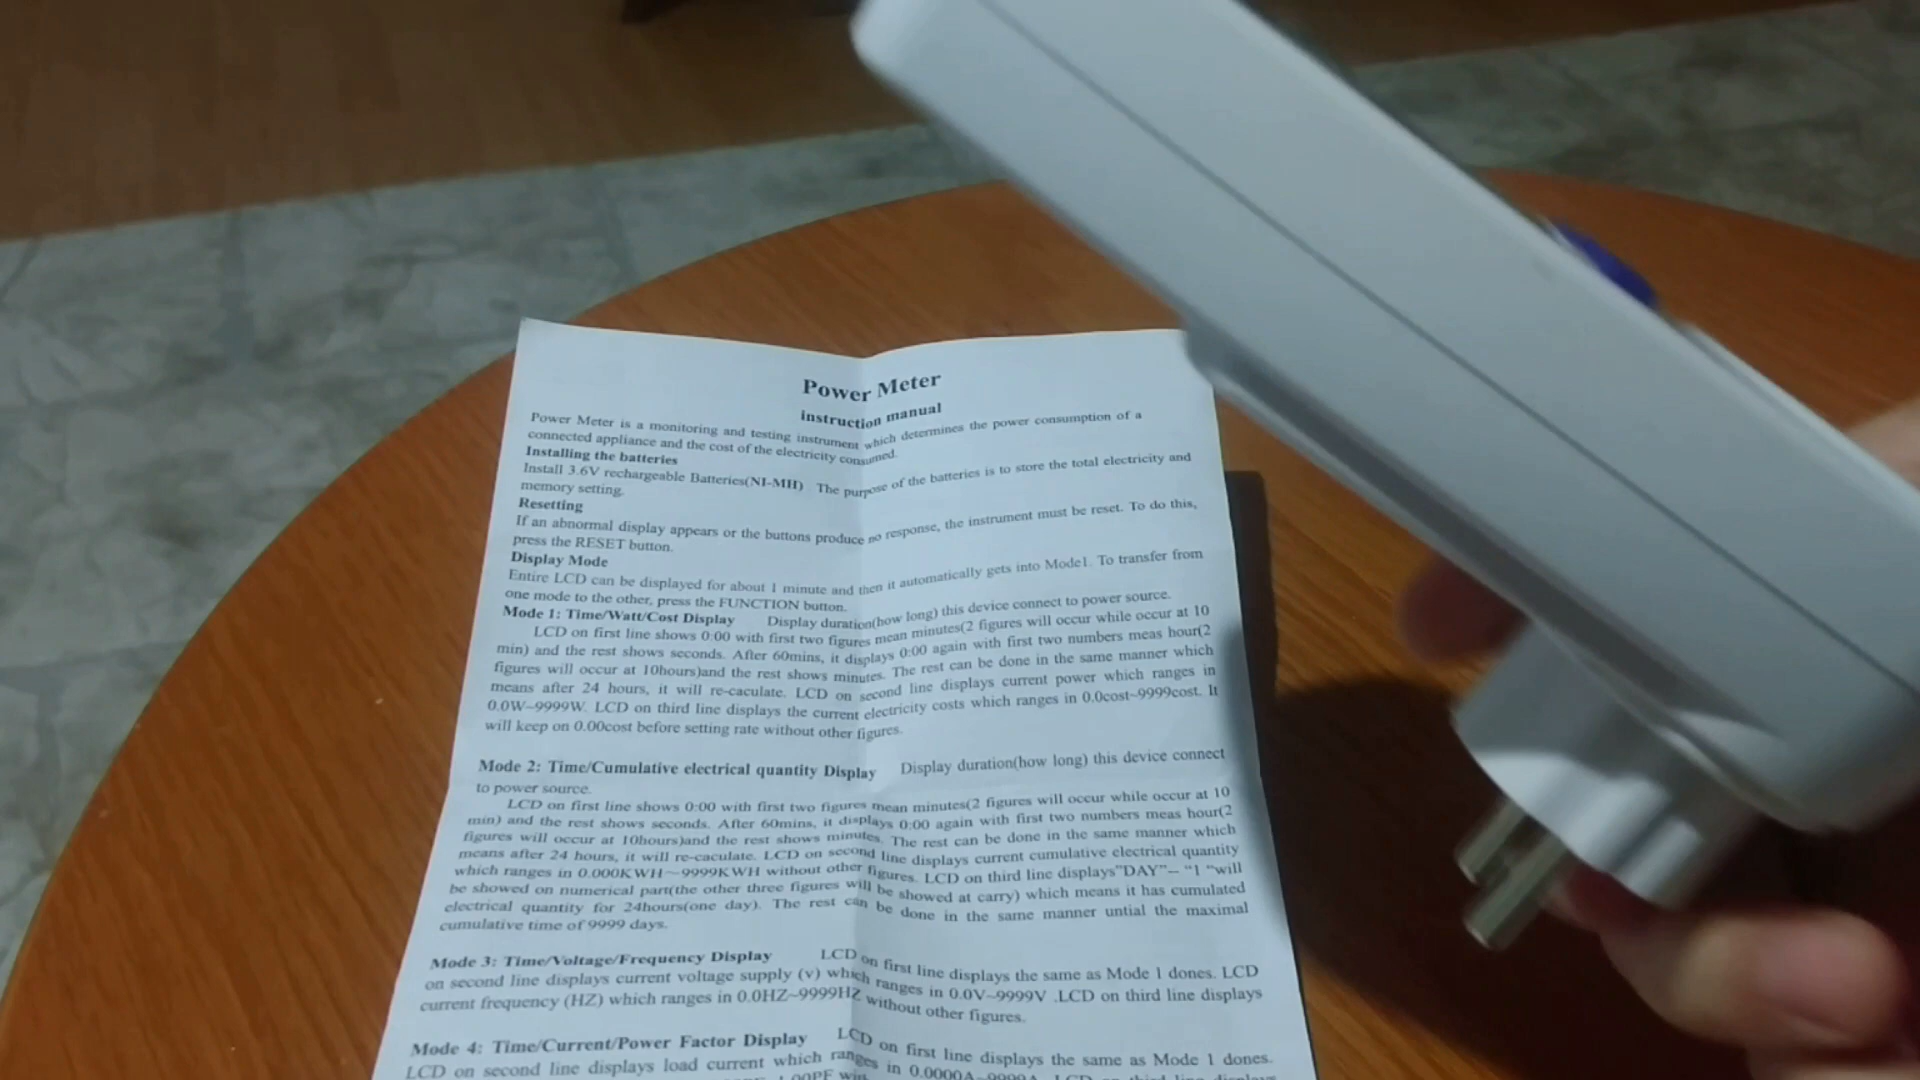 Power Meter
instruction manual
Power Meter is a monitoring and testing instrument which determines the power consumption of a
connected appliance and the cost of the electricity consumed.
Installing the batteries
Install 3.6V rechargeable Batteries(NI-MH) The purpose of the batteries is to store the total electricity and
memory setting.
Resetting
If an abnormal display appears or the buttons produce no response, the instrument must be reset. To do this,
press the RESET button.
Display Mode
Entire LCD can be displayed for about 1 minute and then it automatically gets into Mode1. To transfer from
one mode to the other, press the FUNCTION button.
Mode 1: Time/Watt/Cost Display Display duration(how long) this device connect to power source.
LCD on first line shows 0:00 with first two figures mean minutes(2 figures will occur while occur at 10
min) and the rest shows seconds. After 60mins, it displays 0:00 again with first two numbers meas hour(2
figures will occur at 10hours)and the rest shows minutes. The rest can be done in the same manner which
means after 24 hours, it will re-caculate. LCD on second line displays current power which ranges in
0.0W~9999W. LCD on third line displays the current electricity costs which ranges in 0.0cost~9999cost. It
will keep on 0.00cost before setting rate without other figures.
Mode 2: Time/Cumulative electrical quantity Display Display duration(how long) this device connect
to power source.
LCD on first line shows 0:00 with first two figures mean minutes(2 figures will occur while occur at 10
min) and the rest shows seconds. After 60mins, it displays 0:00 again with first two numbers meas hour(2
figures will occur at 10hours)and the rest shows minutes. The rest can be done in the same manner which
means after 24 hours, it will re-caculate. LCD on second line displays current cumulative electrical quantity
which ranges in 0.000KWH~9999KWH without other figures. LCD on third line displays"DAY"-- "1 "will
be showed on numerical part(the other three figures will be showed at carry) which means it has cumulated
electrical quantity for 24hours(one day). The rest can be done in the same manner untial the maximal
cumulative time of 9999 days.
Mode 3: Time/Voltage/Frequency Display LCD on first line displays the same as Mode 1 dones. LCD
on second line displays current voltage supply (v) which ranges in 0.0V~9999V .LCD on third line displays
current frequency (HZ) which ranges in 0.0HZ~9999HZ without other figures.
Mode 4: Time/Current/Power Factor Display LCD on first line displays the same as Mode 1 dones.
LCD on second line displays load current which ranges in 0.0000A~9999A. LCD on third line displays